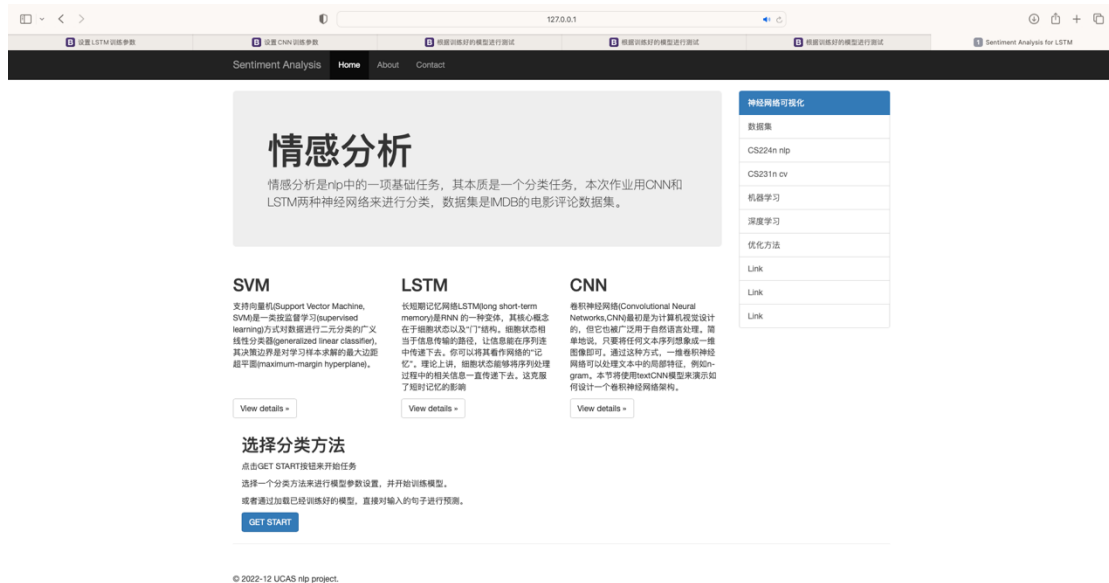 127.0.0.1
设置LSTM训练参数
设置CNN训练参数
根据训练好的模型进行测试
根据训练好的模型进行测试
根据训练好的模型进行测试
Sentiment Analysis for LSTM
Sentiment Analysis Home About Contact
情感分析
情感分析是nlp中的一项基础任务，其本质是一个分类任务，本次作业用CNN和
LSTM两种神经网络来进行分类，数据集是IMDB的电影评论数据集。
神经网络可视化
数据集
CS224n nlp
CS231n cv
机器学习
深度学习
优化方法
Link
Link
Link
SVM
支持向量机(Support Vector Machine,
SVM)是一类按监督学习(supervised
learning)方式对数据进行二元分类的广义
线性分类器(generalized linear classifier),
其决策边界是对学习样本求解的最大边距
超平面(maximum-margin hyperplane)。
View details »
LSTM
长短期记忆网络LSTM(long short-term
memory)是RNN 的一种变体，其核心概念
在于细胞状态以及“门”结构。细胞状态相
当于信息传输的路径，让信息能在序列连
中传递下去。你可以将其看作网络的“记
忆”。理论上讲，细胞状态能够将序列处理
过程中的相关信息一直传递下去。这克服
了短时记忆的影响
View details »
CNN
卷积神经网络(Convolutional Neural
Networks,CNN)最初是为计算机视觉设计
的，但它也被广泛用于自然语言处理。简
单地说，只要将任何文本序列想象成一维
图像即可。通过这种方式，一维卷积神经
网络可以处理文本中的局部特征，例如n-
gram。本节将使用textCNN模型来演示如
何设计一个卷积神经网络架构。
View details »
选择分类方法
点击GET START按钮来开始任务
选择一个分类方法来进行模型参数设置，并开始训练模型。
或者通过加载已经训练好的模型，直接对输入的句子进行预测。
GET START
© 2022-12 UCAS nlp project.